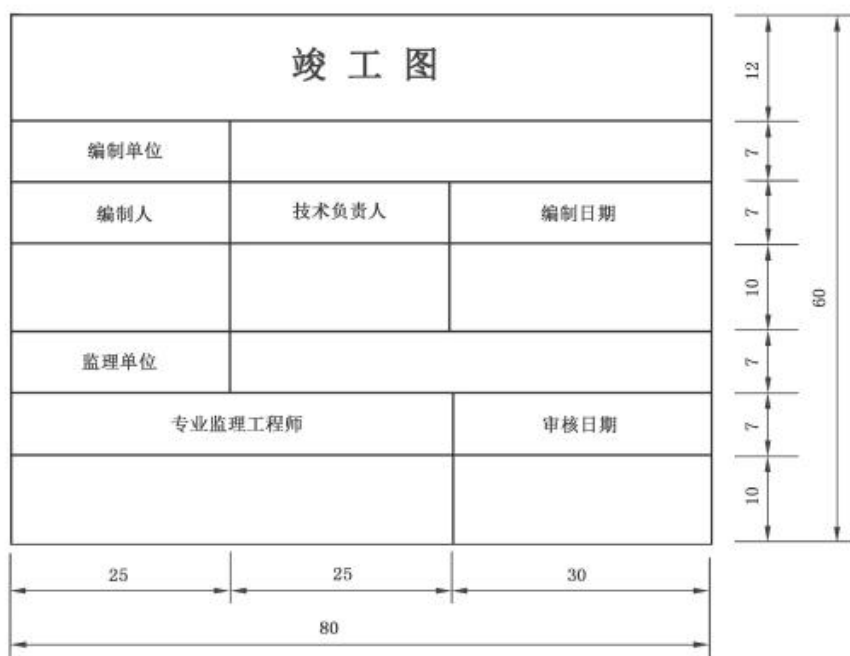 竣工图
12
编制单位
7
编制人 技术负责人 编制日期
7
10
60
监理单位
7
专业监理工程师 审核日期
7
10
25 25 30
80